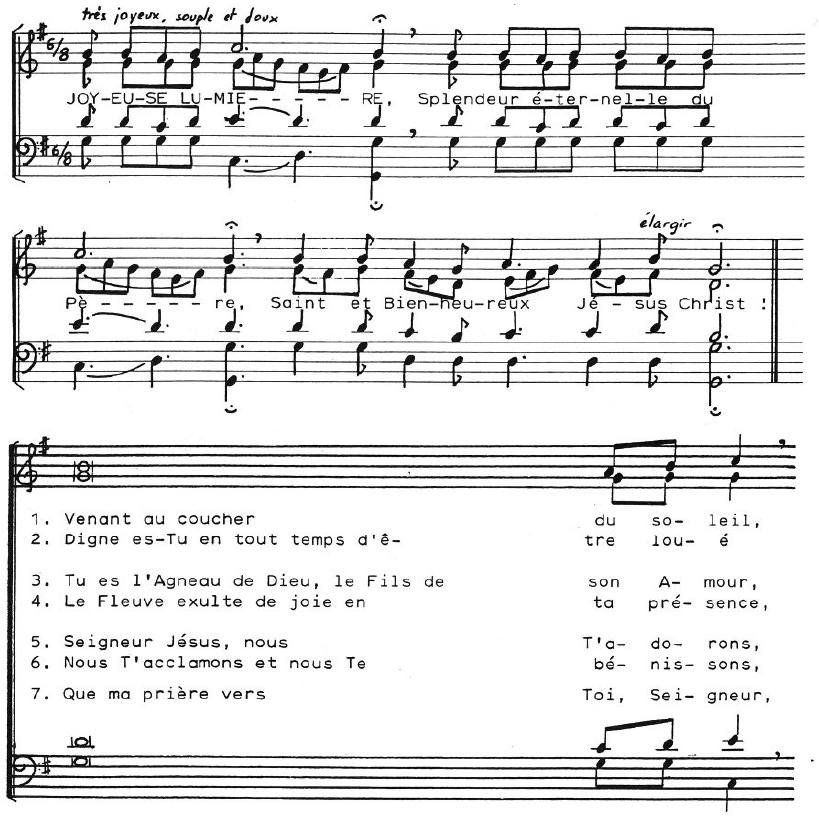 très joyeux, souple et doux
6/8
JOY-EU-SE LU-MIE- - - - - - RE, Splendeur é-ter-nel-le du
6/8
élargir
Pè - - - - - - re, Saint et Bien-heu-reux Jé - sus Christ !
1. Venant au coucher du so- leil,
2. Digne es-Tu en tout temps d'ê- tre lou- é
3. Tu es l'Agneau de Dieu, le Fils de son A- mour,
4. Le Fleuve exulte de joie en ta pré- sence,
5. Seigneur Jésus, nous T'a- do- rons,
6. Nous T'acclamons et nous Te bé- nis- sons,
7. Que ma prière vers Toi, Sei- gneur,